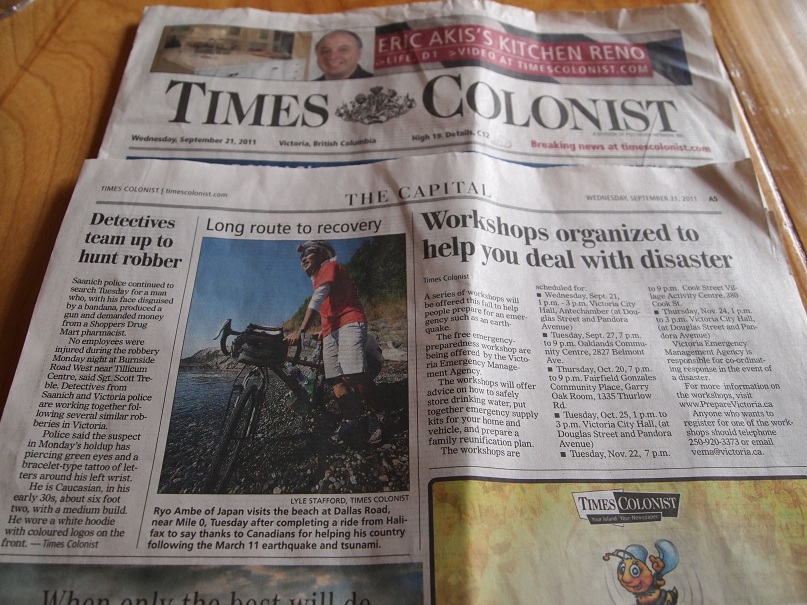 ERIC AKIS'S KITCHEN RENO
>LIFE, D1 >VIDEO AT TIMESCOLONIST.COM
TIMES COLONIST
Wednesday, September 21, 2011 Victoria, British Columbia High 19, Details, C12
Breaking news at timescolonist.com
TIMES COLONIST | timescolonist.com
THE CAPITAL
WEDNESDAY, SEPTEMBER 21, 2011 A5
Detectives
team up to
hunt robber
Saanich police continued to
search Tuesday for a man
who, with his face disguised
by a bandana, produced a
gun and demanded money
from a Shoppers Drug
Mart pharmacist.
No employees were
injured during the robbery
Monday night at Burnside
Road West near Tillicum
Centre, said Sgt. Scott Tre-
ble. Detectives from
Saanich and Victoria police
are working together fol-
lowing several similar rob-
beries in Victoria.
Police said the suspect
in Monday's holdup has
piercing green eyes and a
bracelet-type tattoo of let-
ters around his left wrist.
He is Caucasian, in his
early 30s, about six foot
two, with a medium build.
He wore a white hoodie
with coloured logos on the
front. — Times Colonist
Long route to recovery
LYLE STAFFORD, TIMES COLONIST
Ryo Ambe of Japan visits the beach at Dallas Road,
near Mile 0, Tuesday after completing a ride from Hali-
fax to say thanks to Canadians for helping his country
following the March 11 earthquake and tsunami.
Workshops organized to
help you deal with disaster
Times Colonist
A series of workshops will
be offered this fall to help
people prepare for an emer-
gency such as an earth-
quake.
The free emergency-
preparedness workshop are
being offered by the Victo-
ria Emergency Manage-
ment Agency.
The workshops will offer
advice on how to safely
store drinking water, put
together emergency supply
kits for your home and
vehicle, and prepare a
family reunification plan.
The workshops are
scheduled for:
■ Wednesday, Sept. 21,
1 p.m. - 3 p.m. Victoria City
Hall, Antechamber (at Dou-
glas Street and Pandora
Avenue)
■ Tuesday, Sept. 27, 7 p.m.
to 9 p.m. Oaklands Commu-
nity Centre, 2827 Belmont
Ave.
■ Thursday, Oct. 20, 7 p.m.
to 9 p.m. Fairfield Gonzales
Community Place, Garry
Oak Room, 1335 Thurlow
Rd.
■ Tuesday, Oct. 25, 1 p.m. to
3 p.m. Victoria City Hall, (at
Douglas Street and Pandora
Avenue)
■ Tuesday, Nov. 22, 7 p.m.
to 9 p.m. Cook Street Vil-
lage Activity Centre, 380
Cook St.
■ Thursday, Nov. 24, 1 p.m.
to 3 p.m. Victoria City Hall,
(at Douglas Street and Pan-
dora Avenue)
Victoria Emergency
Management Agency is
responsible for co-ordinat-
ing response in the event of
a disaster.
For more information on
the workshops, visit
www.PrepareVictoria.ca.
Anyone who wants to
register for one of the work-
shops should telephone
250-920-3373 or email
vema@victoria.ca.
TIMES COLONIST
Your Island. Your Newspaper.
When only the best will do